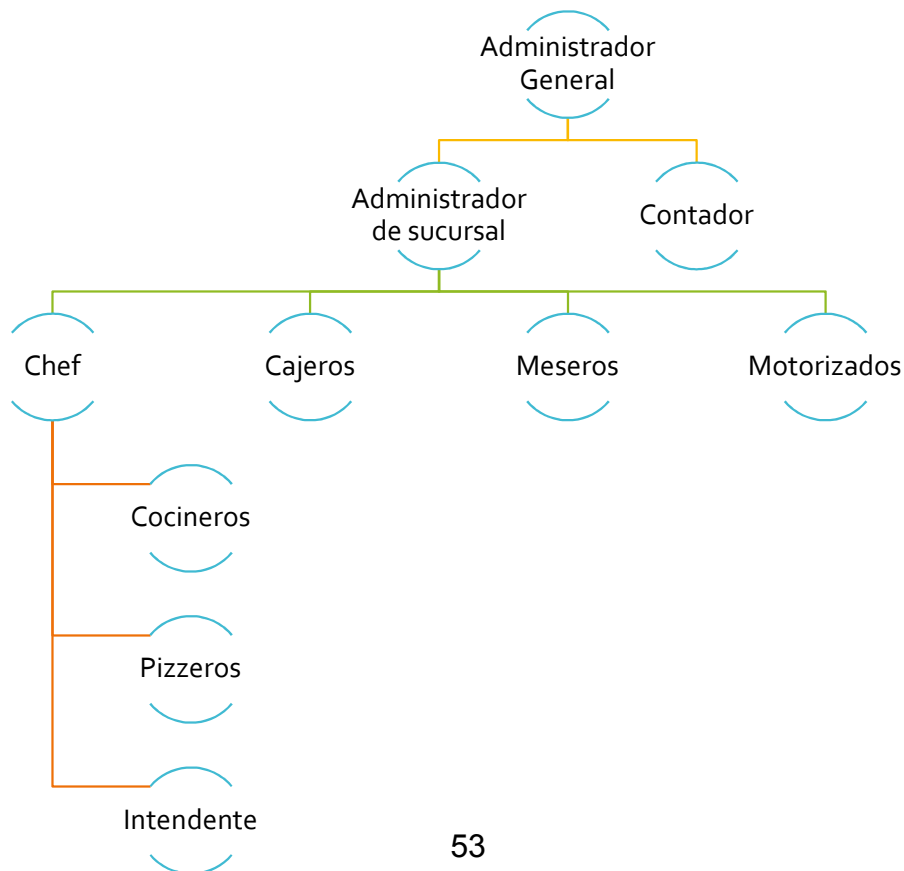 Administrador
General
Administrador
de sucursal
Contador
Chef
Cajeros
Meseros
Motorizados
Cocineros
Pizzeros
Intendente
53